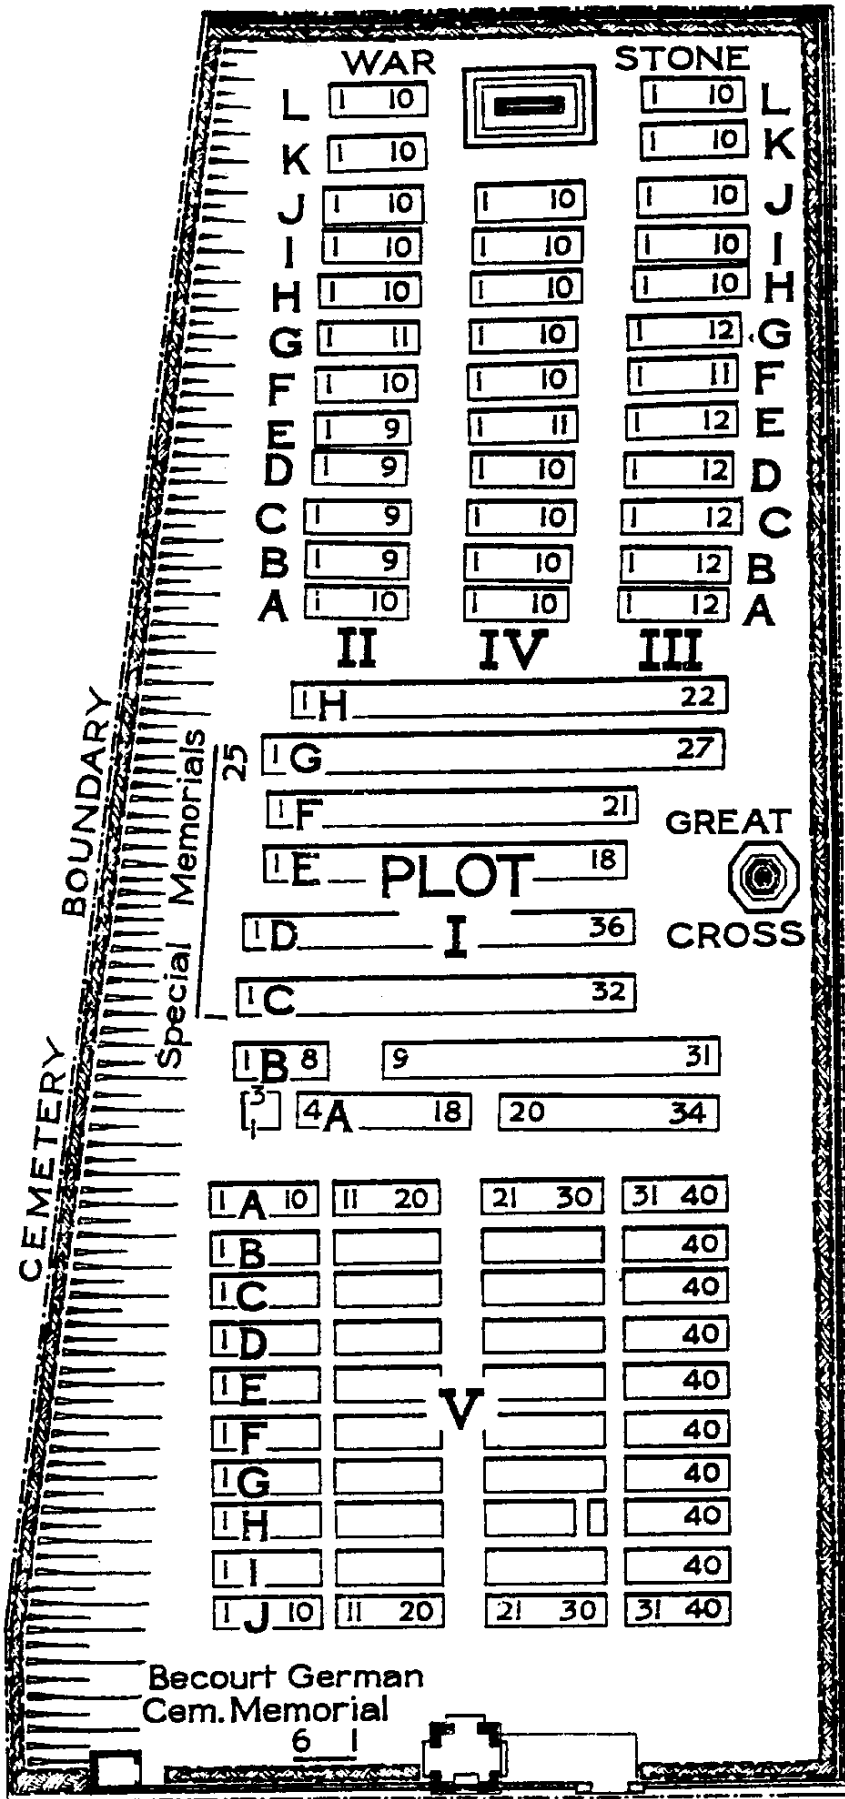 WAR STONE
L 1 10 1 10 L
K 1 10 1 10 K
J 1 10 1 10 1 10 J
I 1 10 1 10 1 10 I
H 1 10 1 10 1 10 H
G 1 11 1 10 1 12 G
F 1 10 1 10 1 11 F
E 1 9 1 11 1 12 E
D 1 9 1 10 1 12 D
C 1 9 1 10 1 12 C
B 1 9 1 10 1 12 B
A 1 10 1 10 1 12 A
II IV III
1 H 22
1 G 27
1 F 21
1 E 18
1 D 36
1 C 32
PLOT
I
GREAT
CROSS
Special Memorials
1 25
CEMETERY BOUNDARY
1 B 8 9 31
3
1
4 A 18 20 34
1 A 10 11 20 21 30 31 40
1 B 40
1 C 40
1 D 40
1 E 40
V
1 F 40
1 G 40
1 H 40
1 I 40
1 J 10 11 20 21 30 31 40
Becourt German
Cem. Memorial
6 1